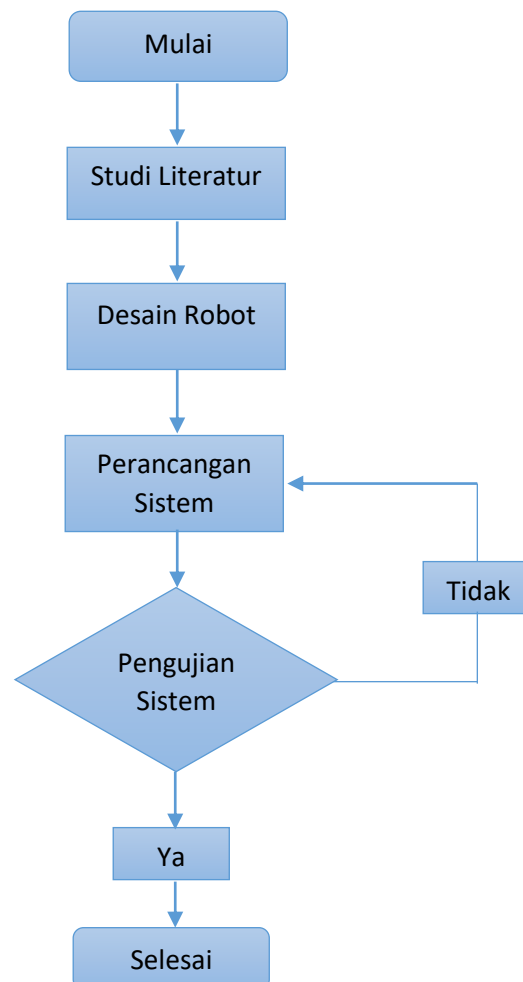 Mulai
Studi Literatur
Desain Robot
Perancangan
Sistem
Tidak
Pengujian
Sistem
Ya
Selesai